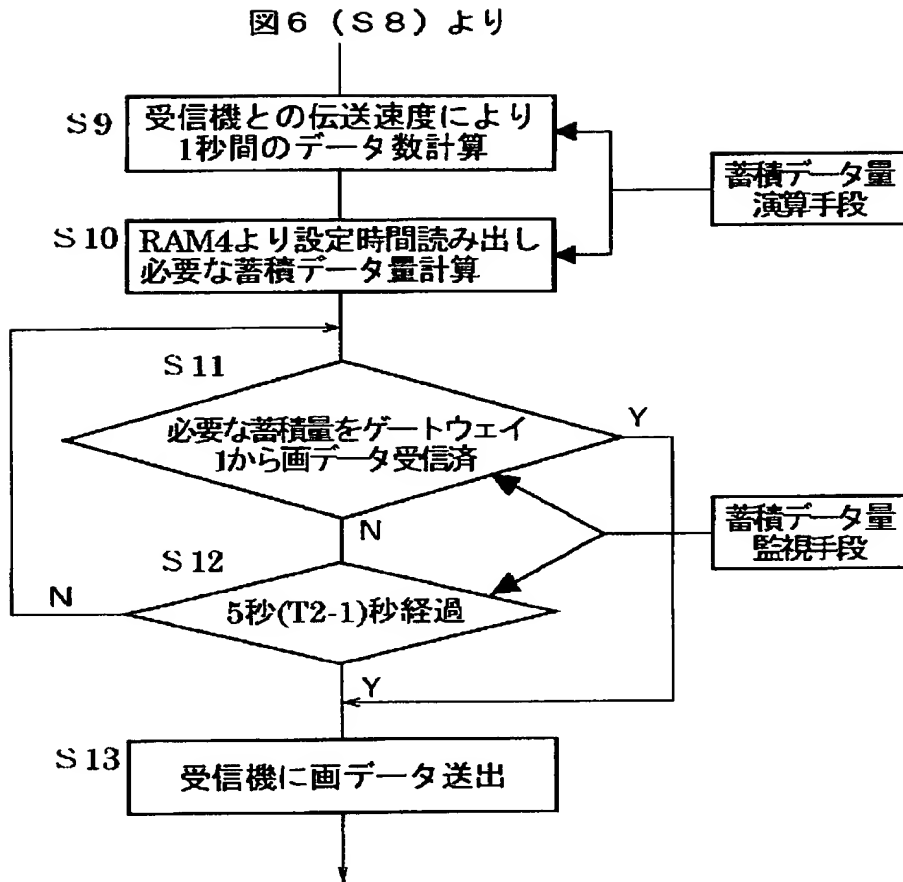 図6（S8）より
S9
受信機との伝送速度により
1秒間のデータ数計算
蓄積データ量
演算手段
S10
RAM4より設定時間読み出し
必要な蓄積データ量計算
S11
必要な蓄積量をゲートウェイ
1から画データ受信済
Y
N
蓄積データ量
監視手段
S12
N
5秒(T2-1)秒経過
Y
S13
受信機に画データ送出